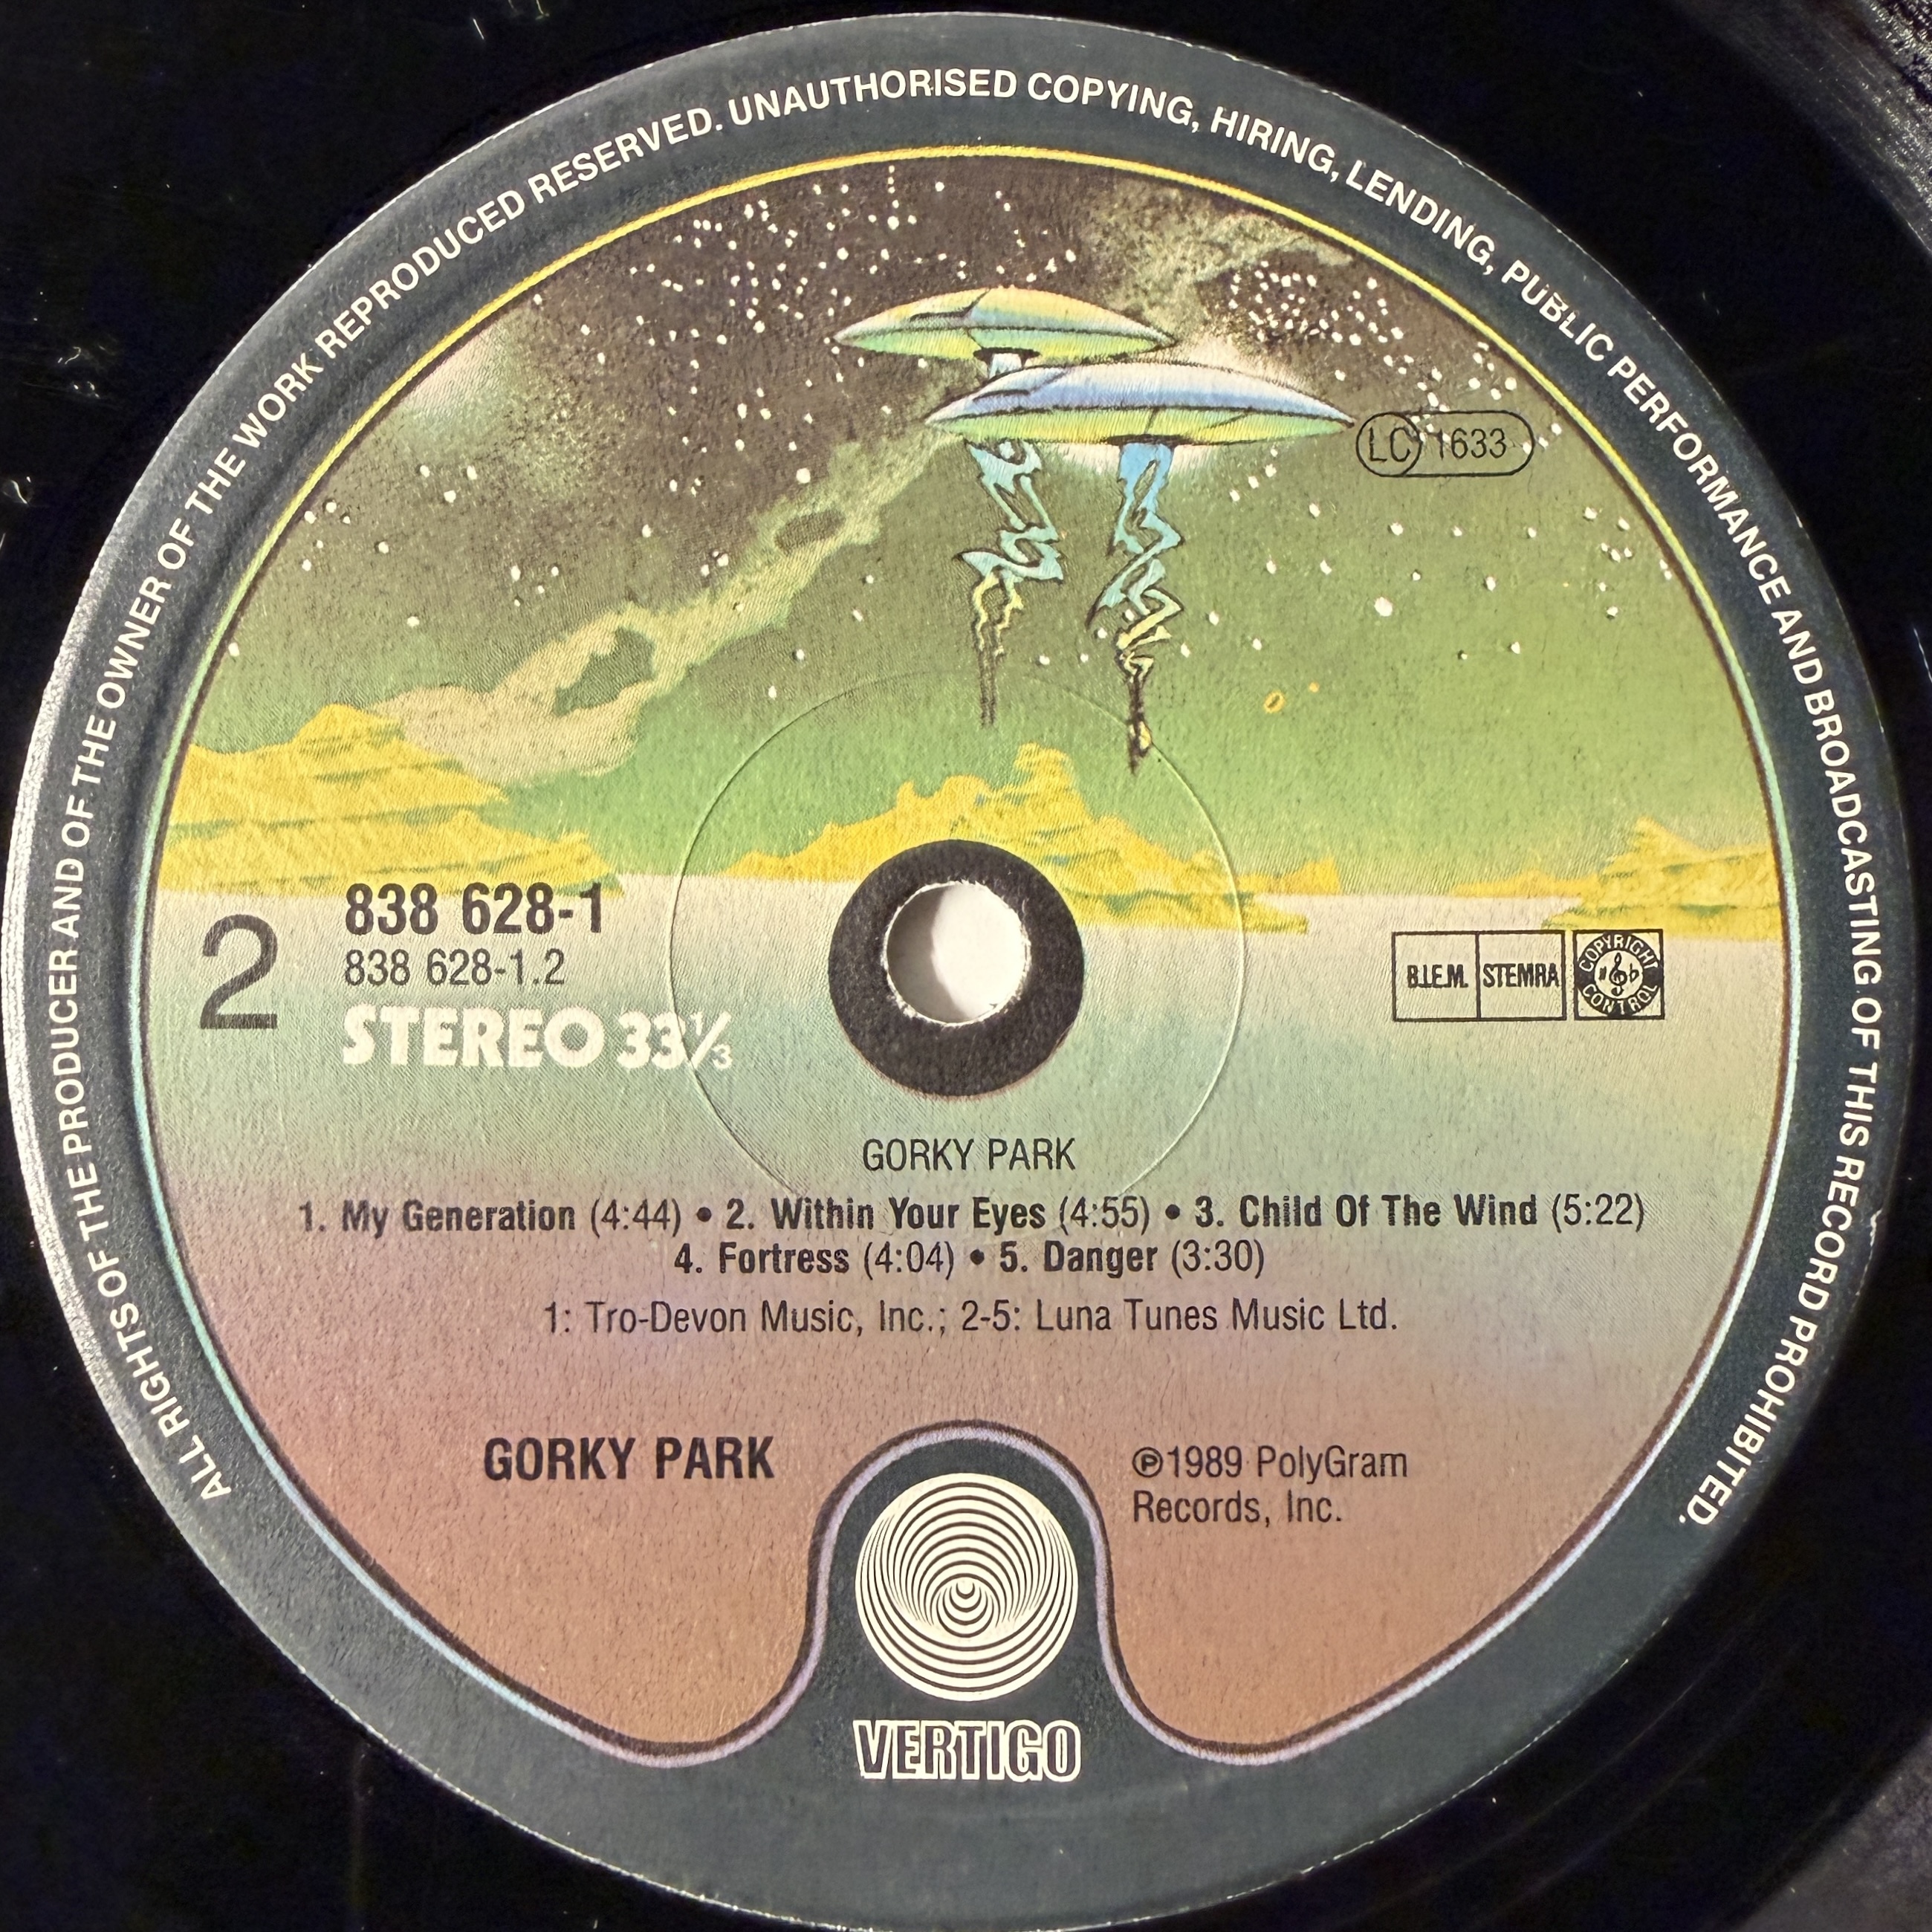 ALL RIGHTS OF THE PRODUCER AND OF THE OWNER OF THE WORK REPRODUCED RESERVED. UNAUTHORISED COPYING, HIRING, LENDING, PUBLIC PERFORMANCE AND BROADCASTING OF THIS RECORD PROHIBITED.
LC 1633
2
838 628-1
838 628-1.2
STEREO 33 1/3
B.I.E.M. STEMRA
COPYRIGHT CONTROL
GORKY PARK
1. My Generation (4:44) • 2. Within Your Eyes (4:55) • 3. Child Of The Wind (5:22)
4. Fortress (4:04) • 5. Danger (3:30)
1: Tro-Devon Music, Inc.; 2-5: Luna Tunes Music Ltd.
GORKY PARK
℗1989 PolyGram
Records, Inc.
VERTIGO